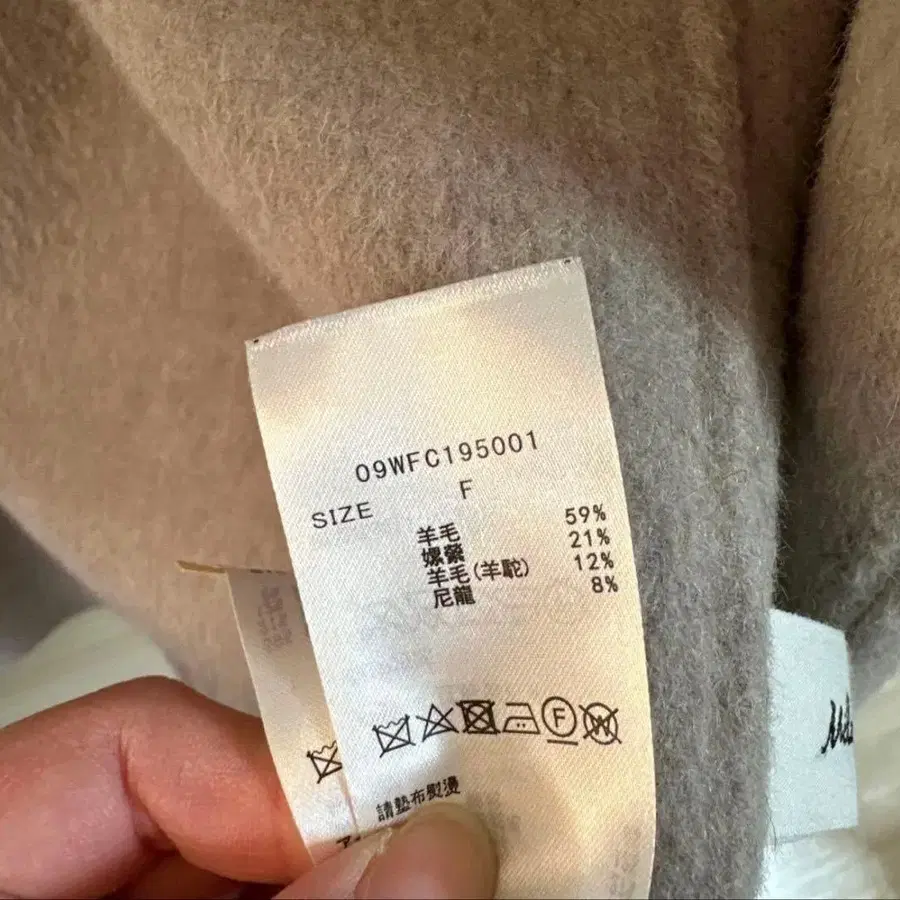 09WFC195001
SIZE F
羊毛 59%
嫘縈 21%
羊毛(羊駝) 12%
尼龍 8%
F
W
請墊布熨燙